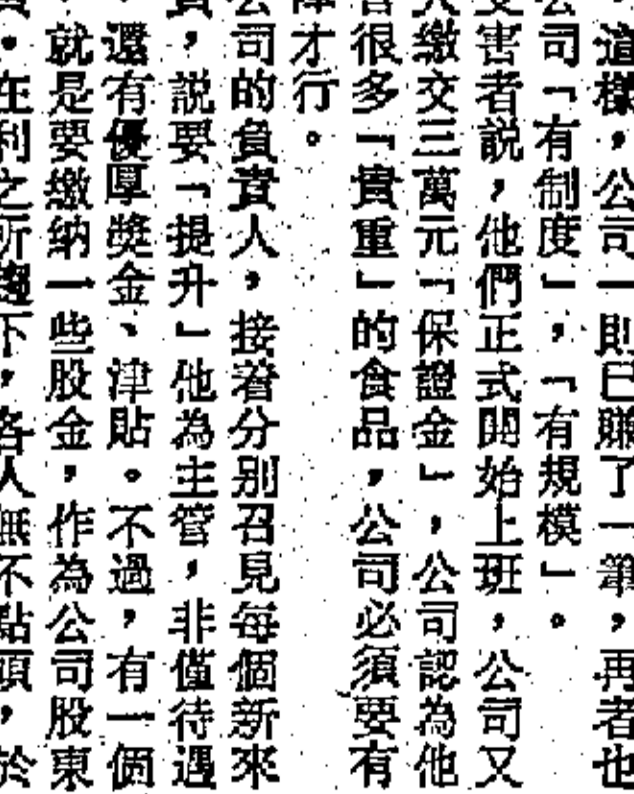 這樣，公司一則已賺了一筆，再者也
公司「有制度」，「有規模」。
受害者説，他們正式開始上班，公司又
人繳交三萬元「保證金」，公司認為他
很多「貴重」的食品，公司必須要有
障才行。
公司的負責人，接着分别召見每個新來
員，説要「提升」他為主管，非僅待遇
還有優厚獎金、津貼。不過，有一個
就是要繳納一些股金，作為公司股東
。在利之所趨下，各人無不點頭，於